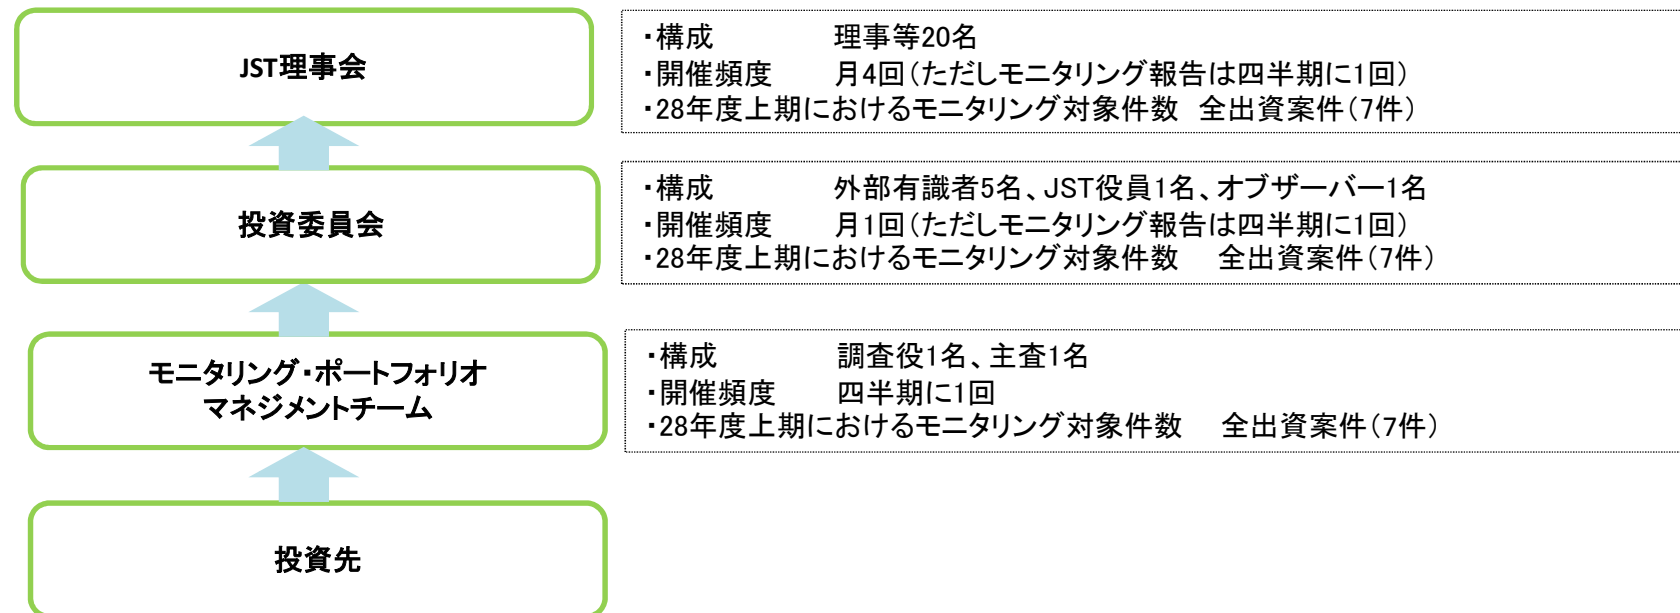 JST理事会
・構成　　　　理事等20名
・開催頻度　　月4回（ただしモニタリング報告は四半期に1回）
・28年度上期におけるモニタリング対象件数　全出資案件（7件）
投資委員会
・構成　　　　外部有識者5名、JST役員1名、オブザーバー1名
・開催頻度　　月1回（ただしモニタリング報告は四半期に1回）
・28年度上期におけるモニタリング対象件数　　全出資案件（7件）
モニタリング・ポートフォリオ
マネジメントチーム
・構成　　　　調査役1名、主査1名
・開催頻度　　四半期に1回
・28年度上期におけるモニタリング対象件数　　全出資案件（7件）
投資先